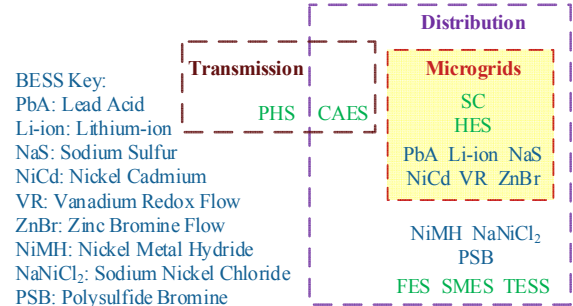 Distribution
Transmission
Microgrids
PHS CAES
SC
HES
PbA Li-ion NaS
NiCd VR ZnBr
NiMH NaNiCl₂
PSB
FES SMES TESS
BESS Key:
PbA: Lead Acid
Li-ion: Lithium-ion
NaS: Sodium Sulfur
NiCd: Nickel Cadmium
VR: Vanadium Redox Flow
ZnBr: Zinc Bromine Flow
NiMH: Nickel Metal Hydride
NaNiCl₂: Sodium Nickel Chloride
PSB: Polysulfide Bromine